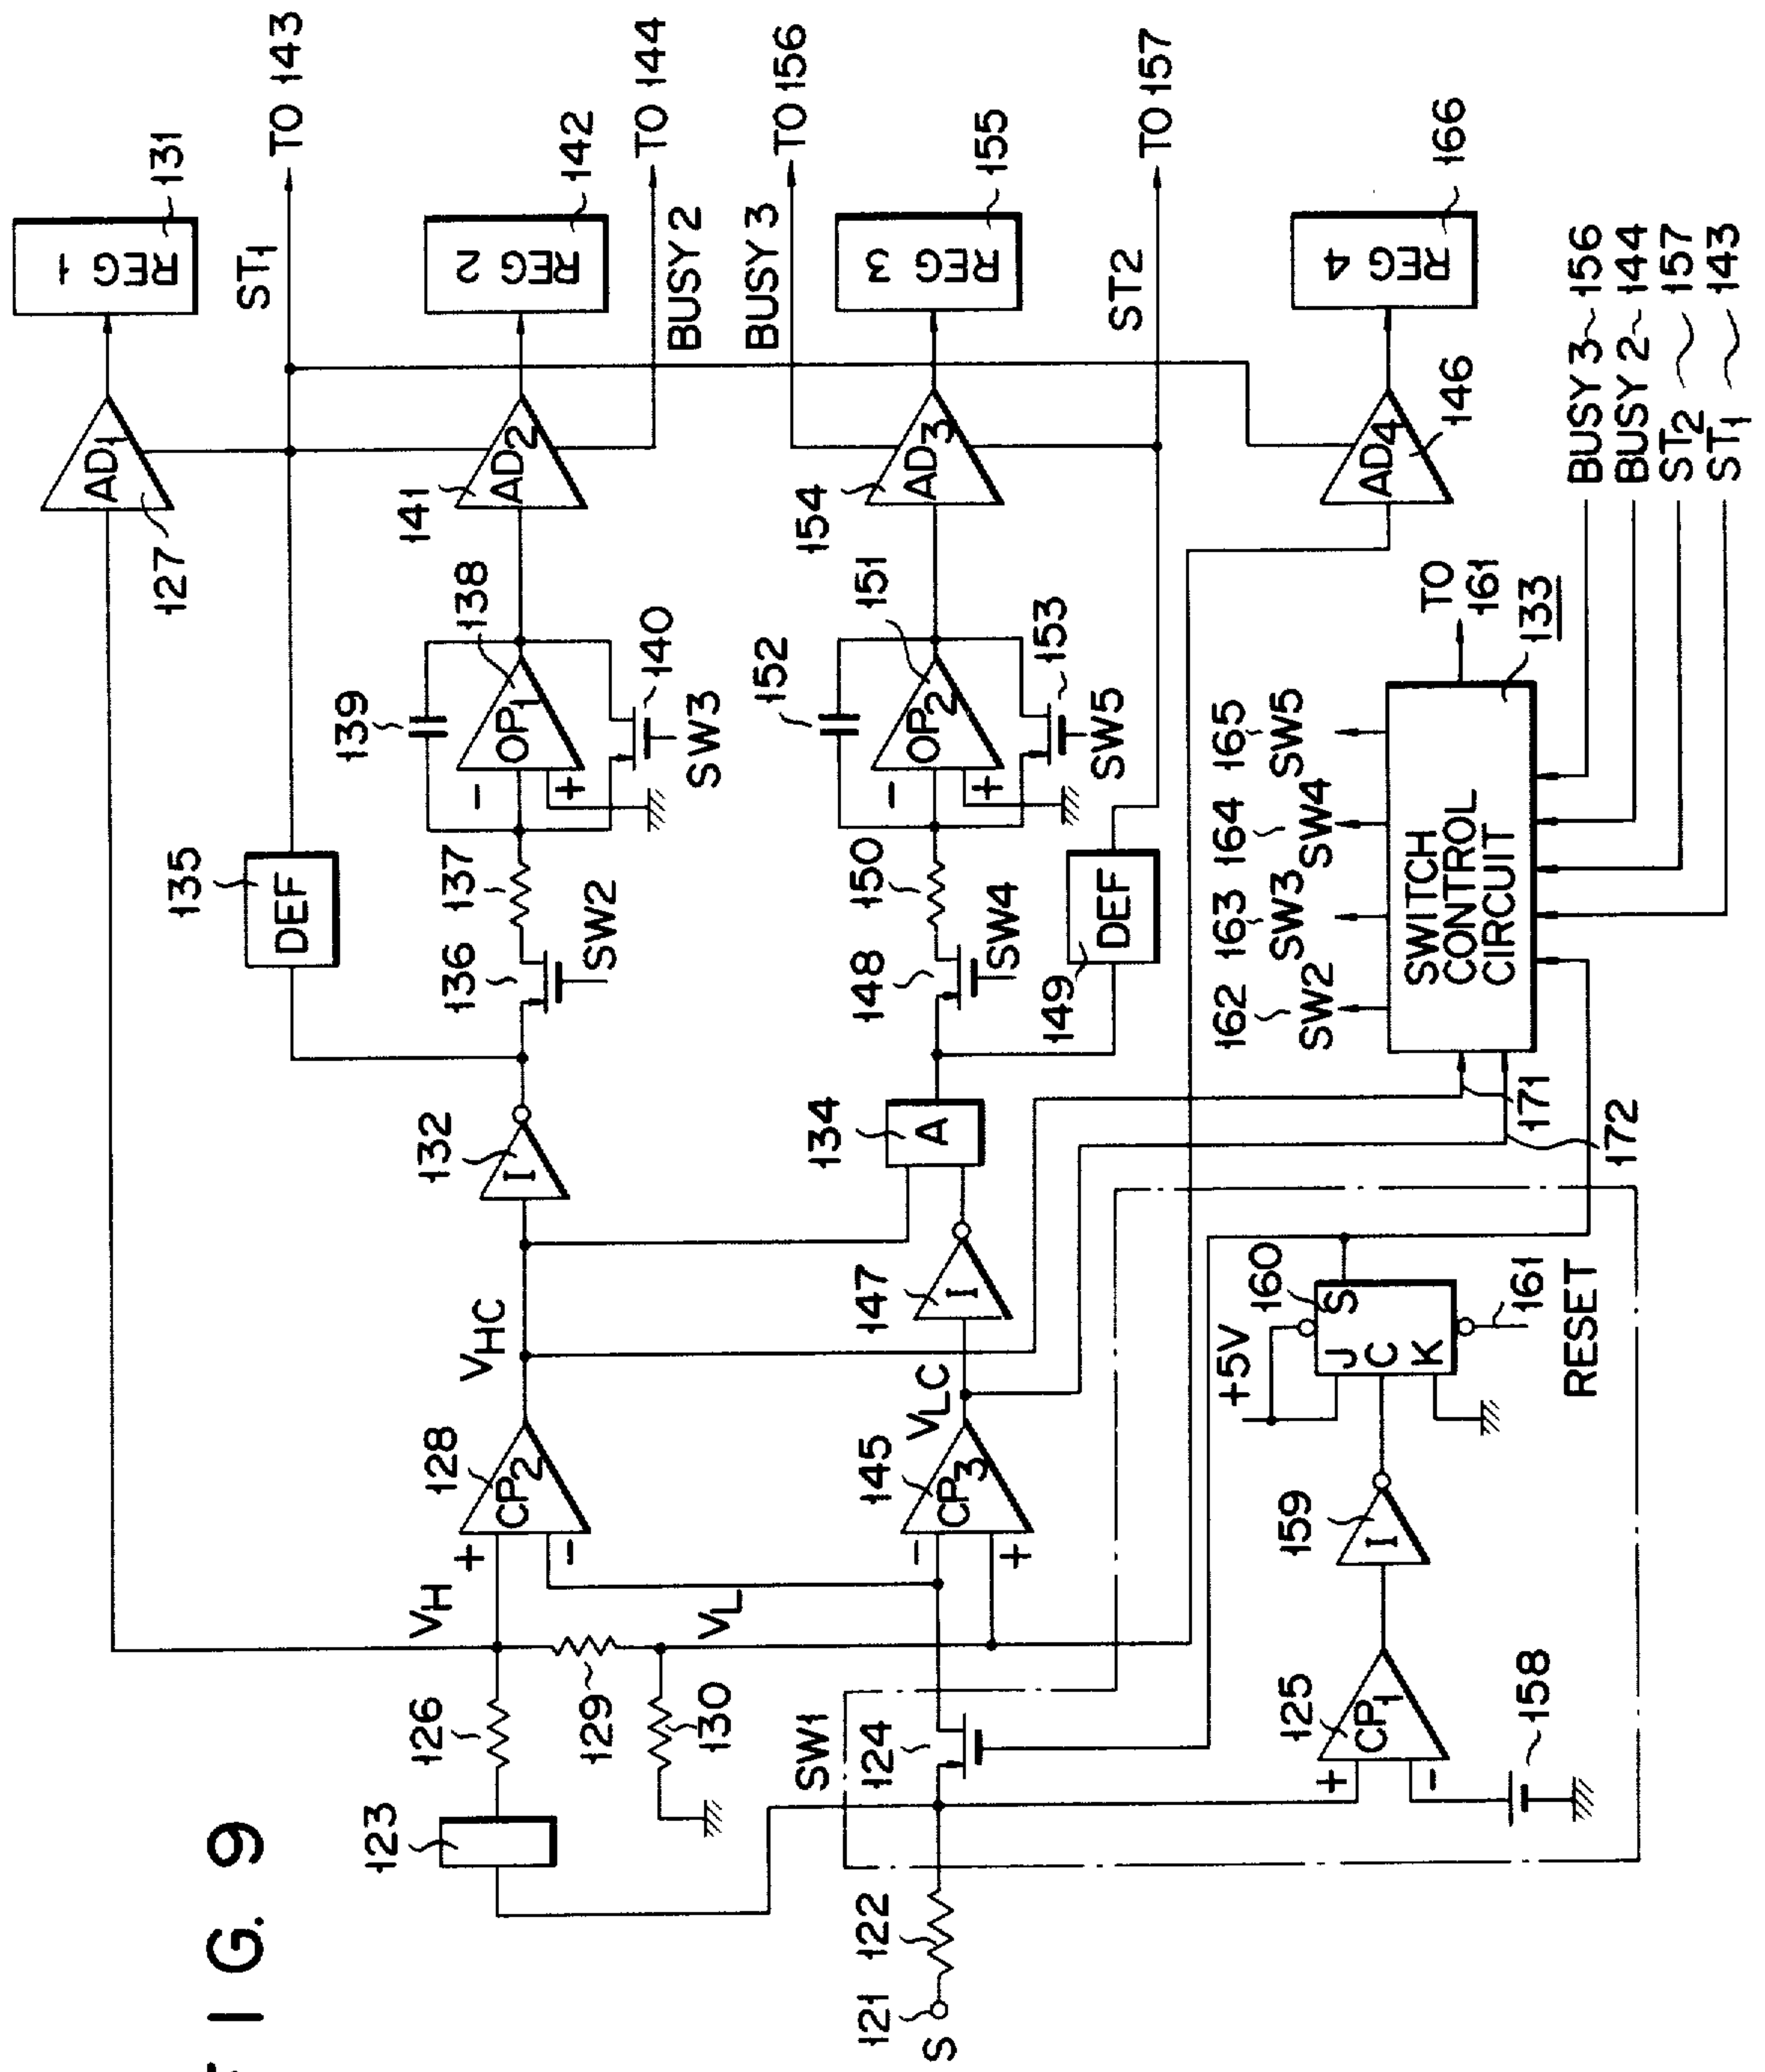 FIG. 9
131
REG 1
TO 143
ST1
AD1
127
142
REG 2
TO 144
BUSY 2
141
AD2
TO 156
BUSY 3
155
REG 3
154
AD3
TO 157
ST2
166
REG 4
AD4
146
135
DEF
139
138
OP1
-
+
140
SW3
137
136
SW2
132
I
152
151
OP2
-
+
153
SW5
150
148
SW4
149
DEF
134
A
147
I
BUSY 3 156
BUSY 2 144
ST2 157
ST1 143
TO 161
133
165 SW5
164 SW4
163 SW3
162 SW2
SWITCH
CONTROL
CIRCUIT
171
172
VHC
128
CP2
+
-
VH
VL
VLC
145
CP3
-
+
126
129
130
123
SW1
124
160
+5V
S
J
C
K
161
RESET
159
I
125
CP1
+
-
158
122
121
S